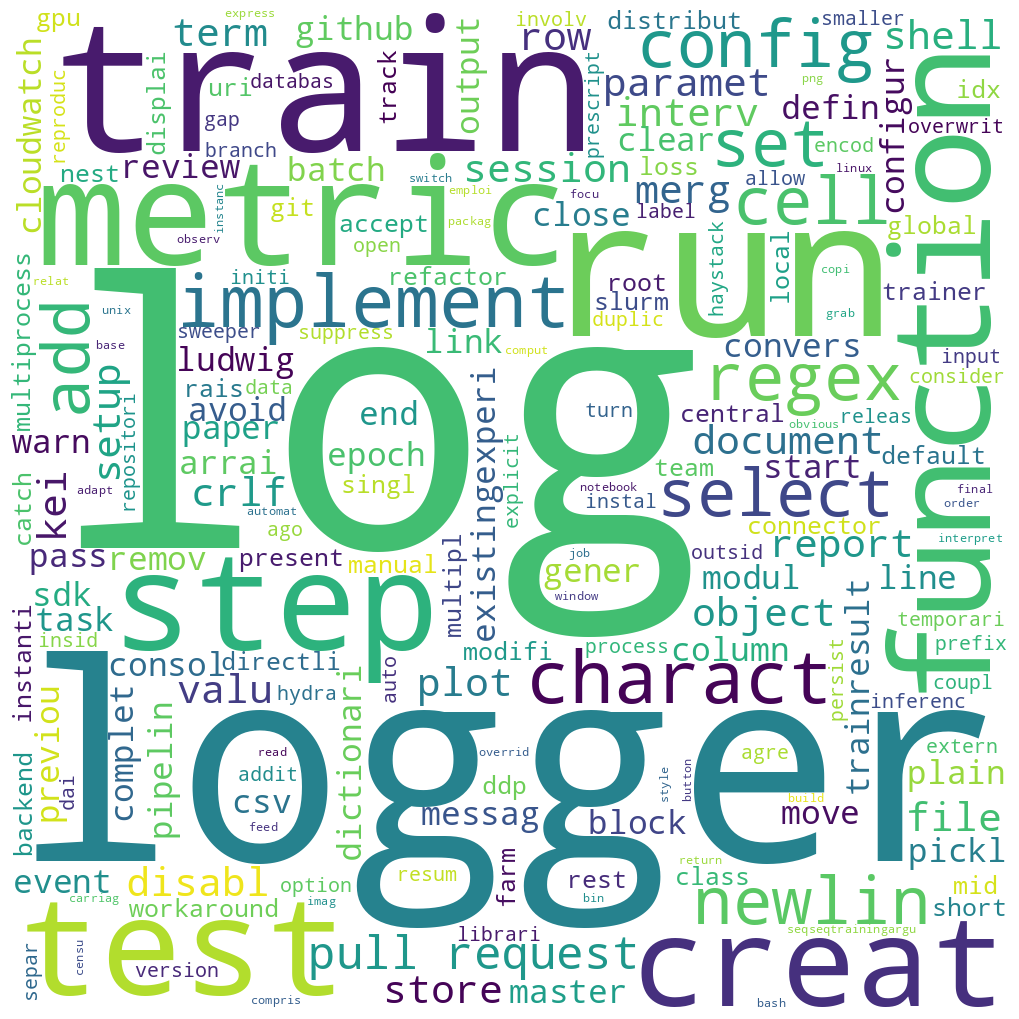 train
log
logger
function
run
metric
step
test
creat
implement
config
set
add
select
charact
regex
newlin
cell
pull request
gpu
express
term
github
involv
row
distribut
smaller
shell
cloudwatch
reproduc
displai
uri
databas
track
output
gap
branch
prescript
paramet
png
interv
defin
idx
configur
overwrit
clear
encod
linux
nest
review
batch
switch
session
loss
merg
allow
instanc
git
emploi
packag
accept
focu
close
label
observ
open
global
relat
multiprocess
initi
refactor
root
haystack
local
copi
trainer
unix
sweeper
suppress
slurm
duplic
grab
base
ludwig
link
comput
convers
input
consider
setup
repositori
rais
data
avoid
end
existingexperi
turn
central
releas
obvious
warn
kei
paper
epoch
document
default
catch
adapt
arrai
singl
explicit
notebook
team
start
final
crlf
automat
instal
order
ago
connector
pass
remov
present
manual
multipl
job
gener
outsid
report
interpret
sdk
window
modul
line
task
object
temporari
insid
modifi
process
column
prefix
instanti
consol
directli
auto
persist
trainresult
coupl
valu
hydra
plot
inferenc
previou
complet
pipelin
dictionari
read
overrid
style
button
agre
extern
backend
dai
addit
csv
ddp
plain
feed
messag
block
build
move
file
event
disabl
option
resum
farm
rest
return
class
pickl
carriag
workaround
imag
bin
mid
short
separ
censu
version
librari
seqseqtrainingargu
compris
store
master
bash